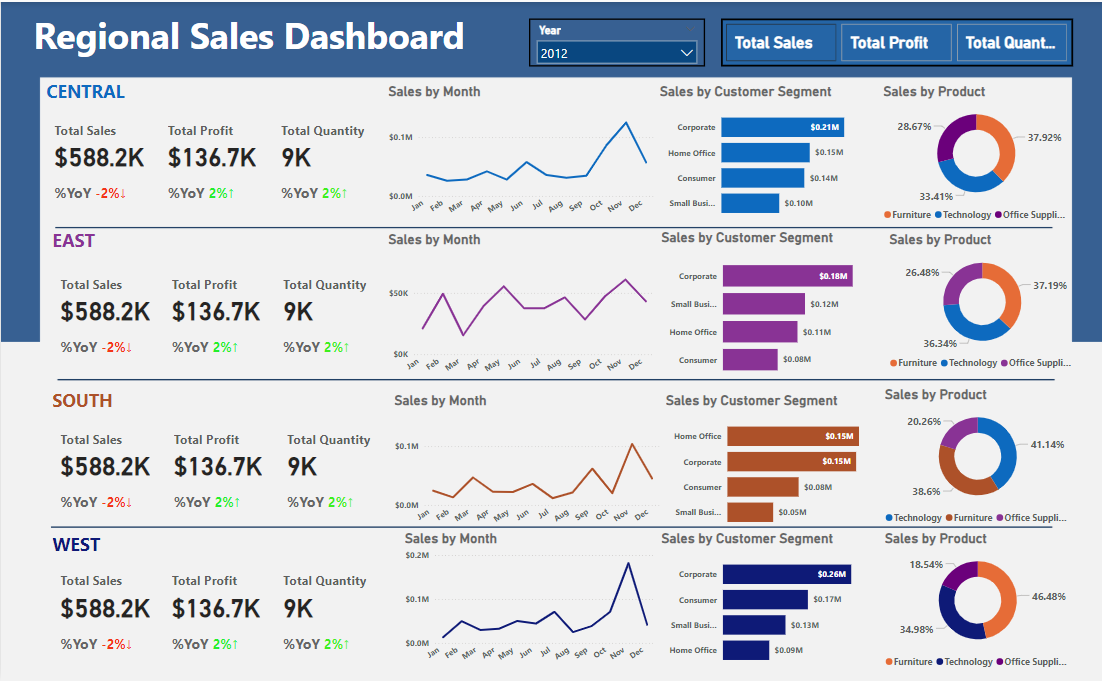 Regional Sales Dashboard
Year
2012
Total Sales
Total Profit
Total Quant...
CENTRAL
Total Sales
Total Profit
Total Quantity
$588.2K
$136.7K
9K
%YoY -2%↓
%YoY 2%↑
%YoY 2%↑
Sales by Month
$0.1M
$0.0M
Jan Feb Mar Apr May Jun Jul Aug Sep Oct Nov Dec
Sales by Customer Segment
Corporate $0.21M
Home Office $0.15M
Consumer $0.14M
Small Busi... $0.10M
Sales by Product
28.67%
37.92%
33.41%
Furniture Technology Office Suppli...
EAST
Total Sales
Total Profit
Total Quantity
$588.2K
$136.7K
9K
%YoY -2%↓
%YoY 2%↑
%YoY 2%↑
Sales by Month
$50K
$0K
Jan Feb Mar Apr May Jun Jul Aug Sep Oct Nov Dec
Sales by Customer Segment
Corporate $0.18M
Small Busi... $0.12M
Home Office $0.11M
Consumer $0.08M
Sales by Product
26.48%
37.19%
36.34%
Furniture Technology Office Suppli...
SOUTH
Total Sales
Total Profit
Total Quantity
$588.2K
$136.7K
9K
%YoY -2%↓
%YoY 2%↑
%YoY 2%↑
Sales by Month
$0.1M
$0.0M
Jan Feb Mar Apr May Jun Jul Aug Sep Oct Nov Dec
Sales by Customer Segment
Home Office $0.15M
Corporate $0.15M
Consumer $0.08M
Small Busi... $0.05M
Sales by Product
20.26%
41.14%
38.6%
Technology Furniture Office Suppli...
WEST
Total Sales
Total Profit
Total Quantity
$588.2K
$136.7K
9K
%YoY -2%↓
%YoY 2%↑
%YoY 2%↑
Sales by Month
$0.2M
$0.1M
$0.0M
Jan Feb Mar Apr May Jun Jul Aug Sep Oct Nov Dec
Sales by Customer Segment
Corporate $0.26M
Consumer $0.17M
Small Busi... $0.13M
Home Office $0.09M
Sales by Product
18.54%
46.48%
34.98%
Furniture Technology Office Suppli...